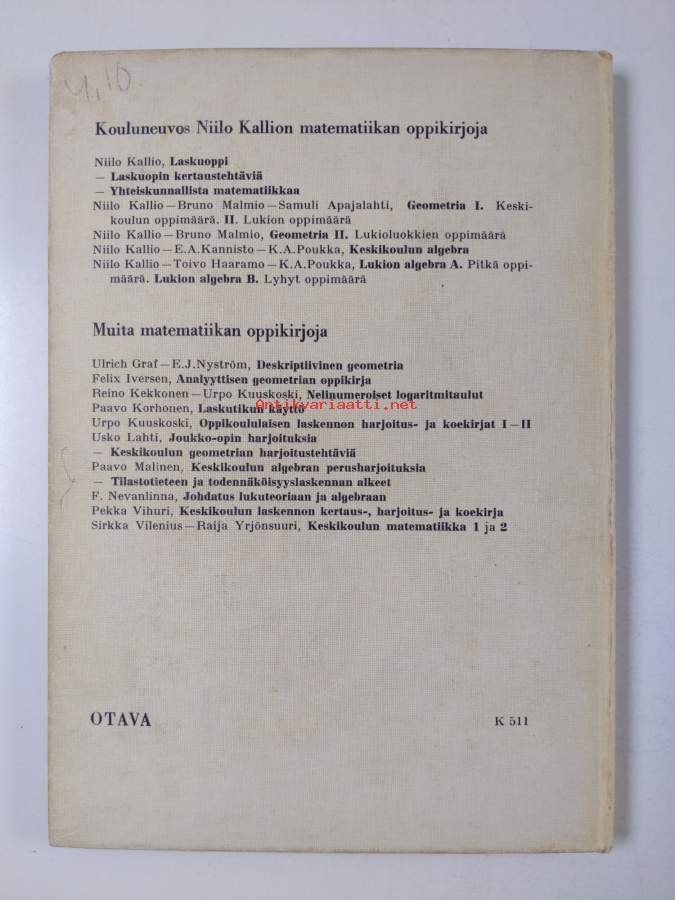 4,10
Kouluneuvos Niilo Kallion matematiikan oppikirjoja
Niilo Kallio, Laskuoppi
— Laskuopin kertaustehtäviä
— Yhteiskunnallista matematiikkaa
Niilo Kallio—Bruno Malmio—Samuli Apajalahti, Geometria I. Keski-
koulun oppimäärä. II. Lukion oppimäärä
Niilo Kallio—Bruno Malmio, Geometria II. Lukioluokkien oppimäärä
Niilo Kallio—E.A.Kannisto—K.A.Poukka, Keskikoulun algebra
Niilo Kallio—Toivo Haaramo—K.A.Poukka, Lukion algebra A. Pitkä oppi-
määrä. Lukion algebra B. Lyhyt oppimäärä
Muita matematiikan oppikirjoja
Ulrich Graf—E.J.Nyström, Deskriptiivinen geometria
Felix Iversen, Analyyttisen geometrian oppikirja
Reino Kekkonen—Urpo Kuuskoski, Nelinumeroiset logaritmitaulut
Antikvariaatti.net
Paavo Korhonen, Laskutikun käyttö
Urpo Kuuskoski, Oppikoululaisen laskennon harjoitus- ja koekirjat I—II
Usko Lahti, Joukko-opin harjoituksia
— Keskikoulun geometrian harjoitustehtäviä
Paavo Malinen, Keskikoulun algebran perusharjoituksia
— Tilastotieteen ja todennäköisyyslaskennan alkeet
F. Nevanlinna, Johdatus lukuteoriaan ja algebraan
Pekka Vihuri, Keskikoulun laskennon kertaus-, harjoitus- ja koekirja
Sirkka Vilenius—Raija Yrjönsuuri, Keskikoulun matematiikka 1 ja 2
OTAVA
K 511